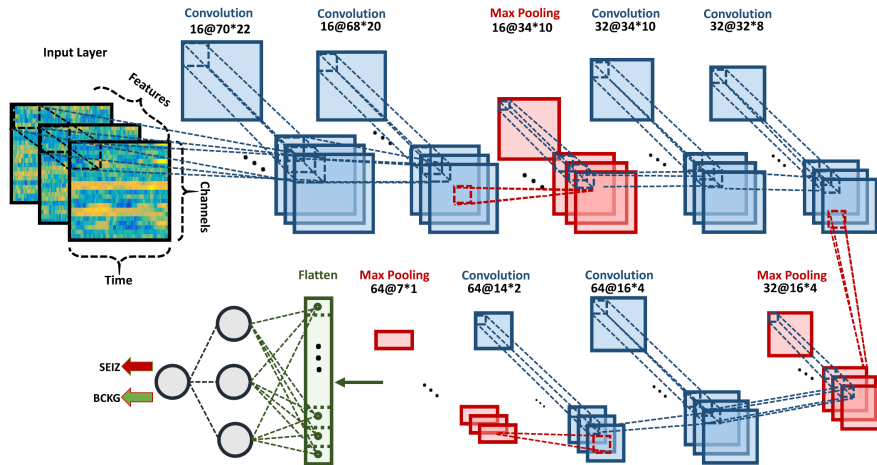 Input Layer
Features
Channels
Time
Convolution
16@70*22
Convolution
16@68*20
Max Pooling
16@34*10
Convolution
32@34*10
Convolution
32@32*8
Max Pooling
32@16*4
Convolution
64@16*4
Convolution
64@14*2
Max Pooling
64@7*1
Flatten
SEIZ
BCKG